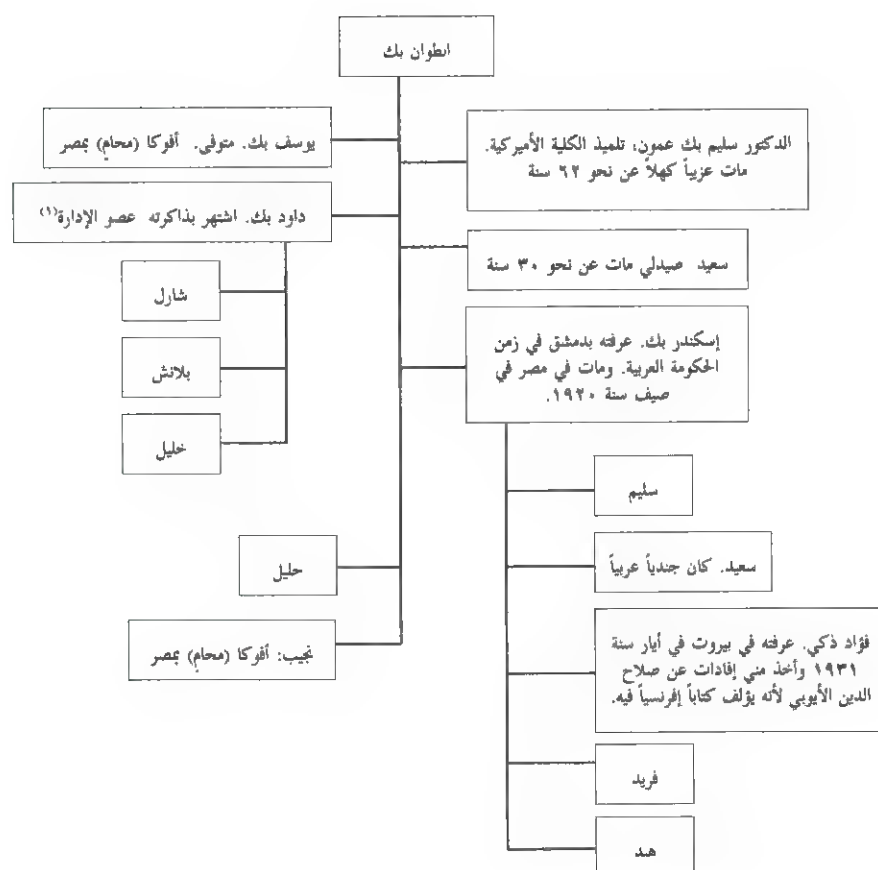 انطوان بك
الدكتور سليم بك عمون، تلميذ الكلية الأميركية.
مات عزبياً كهلاً عن نحو ٦٢ سنة
يوسف بك. متوفى. أفوكا (محامٍ) بمصر
داود بك. اشتهر بذاكرته عضو الإدارة(١)
شارل
بلانش
خليل
سعيد صيدلي مات عن نحو ٣٠ سنة
إسكندر بك. عرفته بدمشق في زمن
الحكومة العربية. ومات في مصر في
صيف سنة ١٩٢٠.
سليم
سعيد. كان جندياً عربياً
فؤاد ذكي. عرفته في بيروت في أيار سنة
١٩٣١ وأخذ مني إفادات عن صلاح
الدين الأيوبي لأنه يؤلف كتاباً إفرنسياً فيه.
فريد
هند
خليل
نجيب: أفوكا (محامٍ) بمصر